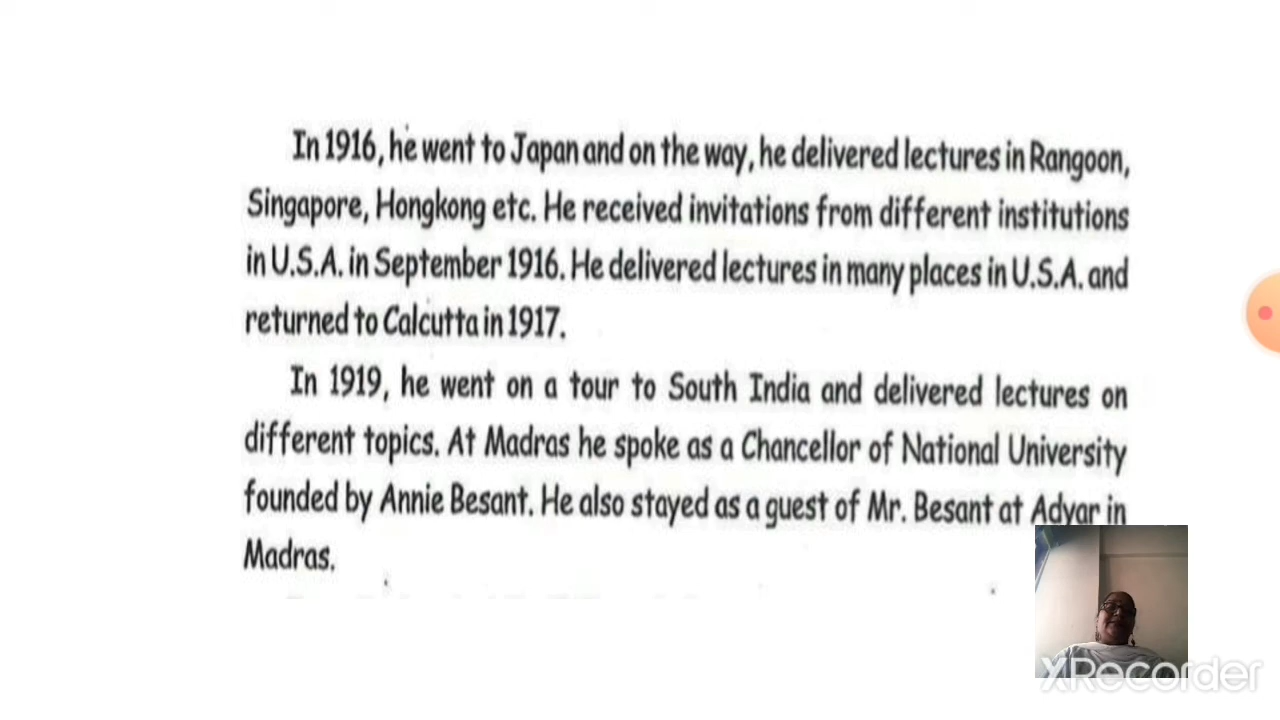 In 1916, he went to Japan and on the way, he delivered lectures in Rangoon,
Singapore, Hongkong etc. He received invitations from different institutions
in U.S.A. in September 1916. He delivered lectures in many places in U.S.A. and
returned to Calcutta in 1917.
In 1919, he went on a tour to South India and delivered lectures on
different topics. At Madras he spoke as a Chancellor of National University
founded by Annie Besant. He also stayed as a guest of Mr. Besant at Adyar in
Madras.
XRecorder